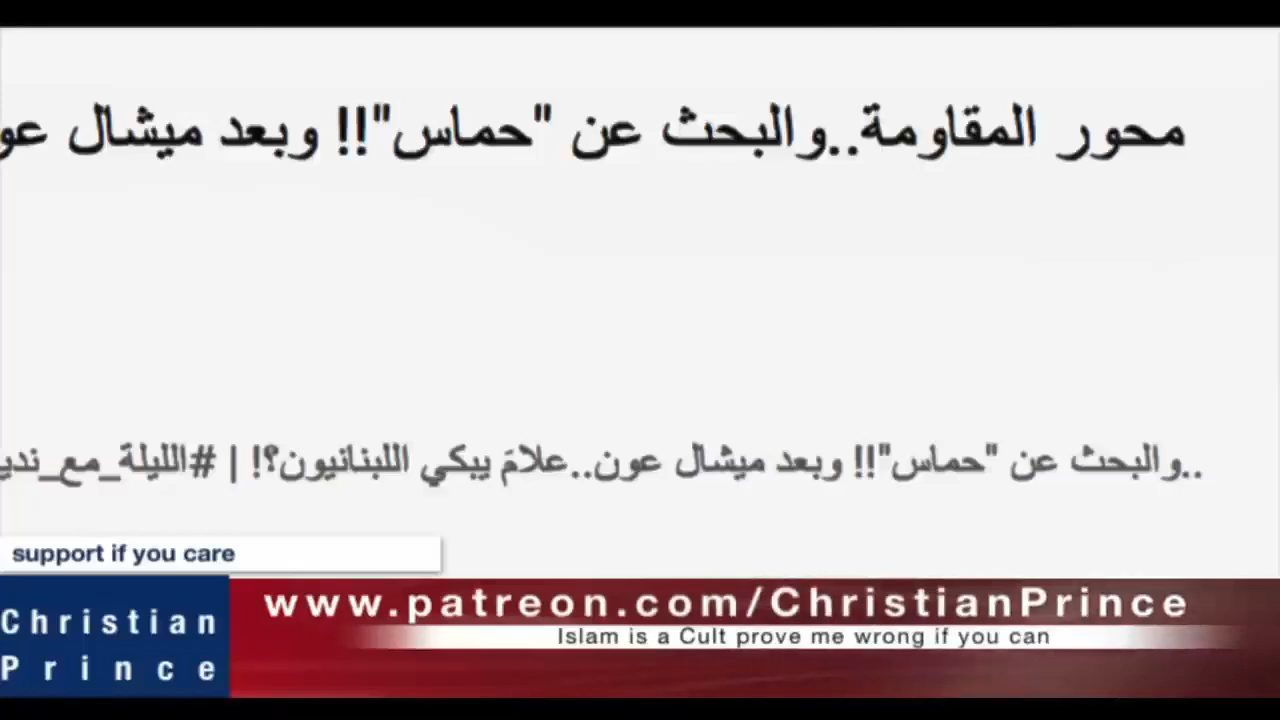 محور المقاومة..والبحث عن "حماس"!! وبعد ميشال
..والبحث عن "حماس"!! وبعد ميشال عون..علامَ يبكي اللبنانيون؟! | #الليلة_مع_ندي
support if you care
Christian
Prince
www.patreon.com/ChristianPrince
Islam is a Cult prove me wrong if you can